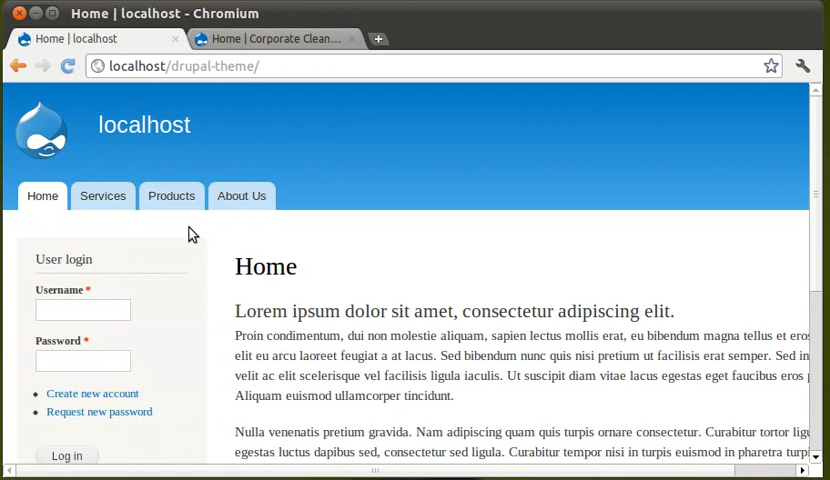 Home | localhost - Chromium
Home | localhost
Home | Corporate Clean...
localhost/drupal-theme/
localhost
Home
Services
Products
About Us
User login
Username *
Password *
Create new account
Request new password
Log in
Home
Lorem ipsum dolor sit amet, consectetur adipiscing elit.
Proin condimentum, dui non molestie aliquam, sapien lectus mollis erat, eu bibendum magna tellus et eros
elit eu arcu laoreet feugiat a at lacus. Sed bibendum nunc quis nisi pretium ut facilisis erat semper. Sed in
velit ac elit scelerisque vel facilisis ligula iaculis. Ut suscipit diam vitae lacus egestas eget faucibus eros
Aliquam euismod ullamcorper tincidunt.
Nulla venenatis pretium gravida. Nam adipiscing quam quis turpis ornare consectetur. Curabitur tortor
egestas luctus dapibus sed, consectetur sed ligula. Curabitur tempor nisi in turpis euismod in pharetra